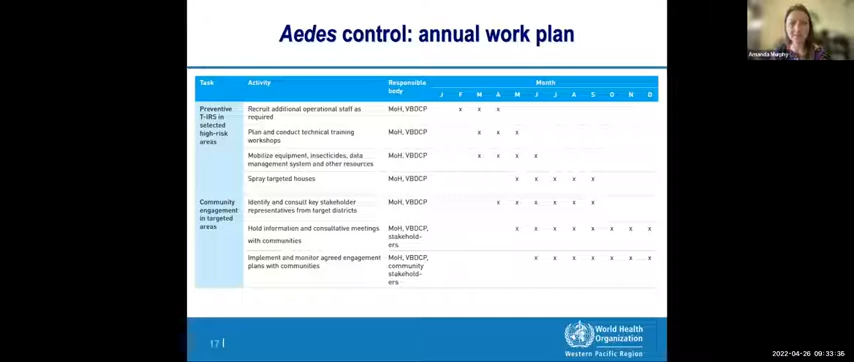 Aedes control: annual work plan
Amanda Murphy
Task Activity Responsible body Month
J F M A M J J A S O N D
Preventive T-IRS in selected high-risk areas
Recruit additional operational staff as required MoH, VBDCP x x x
Plan and conduct technical training workshops MoH, VBDCP x x x
Mobilize equipment, insecticides, data management system and other resources MoH, VBDCP x x x x
Spray targeted houses MoH, VBDCP x x x x x
Community engagement in targeted areas
Identify and consult key stakeholder representatives from target districts MoH, VBDCP x x x x x x
Hold information and consultative meetings with communities MoH, VBDCP, stakehold-ers. x x x x x x x x
Implement and monitor agreed engagement plans with communities MoH, VBDCP, community stakehold-ers x x x x x x x
17 |
World Health
Organization
Western Pacific Region
2022-04-26 09:33:36